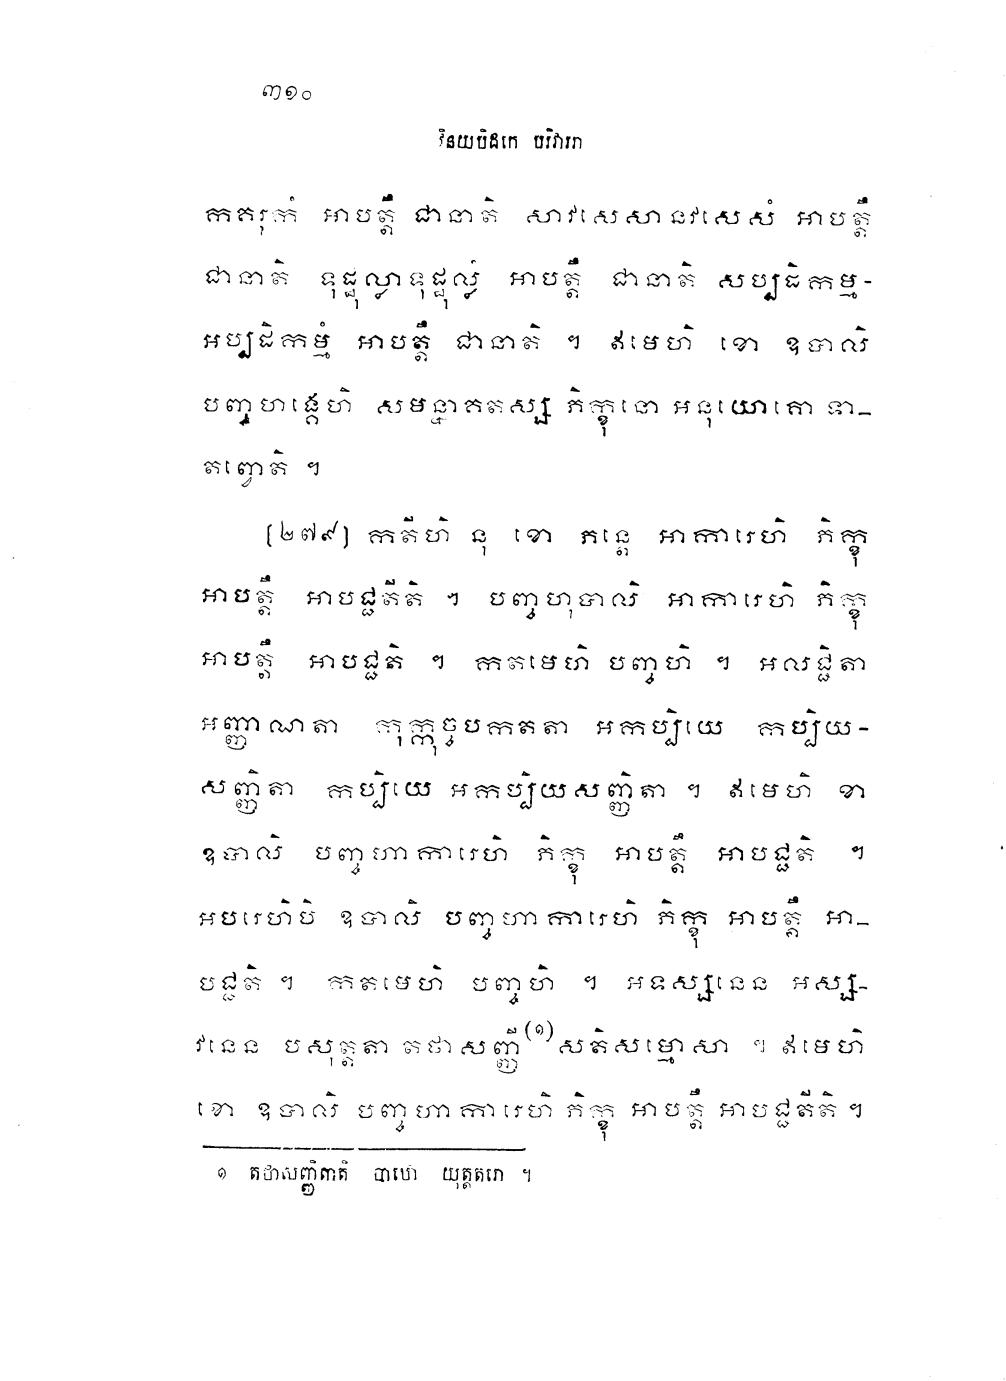 ៣១០
វិនយបិដកេ បរិវារោ
កគរុកំ អាបត្តឹ ជានាតិ សាវសេសានវសេសំ អាបត្តឹ
ជានាតិ ទុដ្ឋុល្លាទុដ្ឋុល្លំ អាបត្តឹ ជានាតិ សប្បដិកម្ម-
អប្បដិកម្មំ អាបត្តឹ ជានាតិ ។ ឥមេហិ ខោ ឧបាលិ
បញ្ចហង្គេហិ សមន្នាគតស្ស ភិក្ខុនោ អនុយោគោ ទា-
តព្វោតិ ។
[២៧៩] កតីហិ នុ ខោ ភន្តេ អាការេហិ ភិក្ខុ
អាបត្តឹ អាបជ្ជតីតិ ។ បញ្ចហុបាលិ អាការេហិ ភិក្ខុ
អាបត្តឹ អាបជ្ជតិ ។ កតមេហិ បញ្ចហិ ។ អលជ្ជិតា
អញ្ញាណតា កុក្កុច្ចបកតតា អកប្បិយេ កប្បិយ-
សញ្ញិតា កប្បិយេ អកប្បិយសញ្ញិតា ។ ឥមេហិ ខោ
ឧបាលិ បញ្ចហាការេហិ ភិក្ខុ អាបត្តឹ អាបជ្ជតិ ។
អបរេហិបិ ឧបាលិ បញ្ចហាការេហិ ភិក្ខុ អាបត្តឹ អា-
បជ្ជតិ ។ កតមេហិ បញ្ចហិ ។ អទស្សនេន អស្ស-
វនេន បសុត្តតា តថាសញ្ញី(១)សតិសម្មោសា ។ ឥមេហិ
ខោ ឧបាលិ បញ្ចហាការេហិ ភិក្ខុ អាបត្តឹ អាបជ្ជតីតិ ។
១ តថាសញ្ញិតាតិ បាឋោ យុត្តតរោ ។